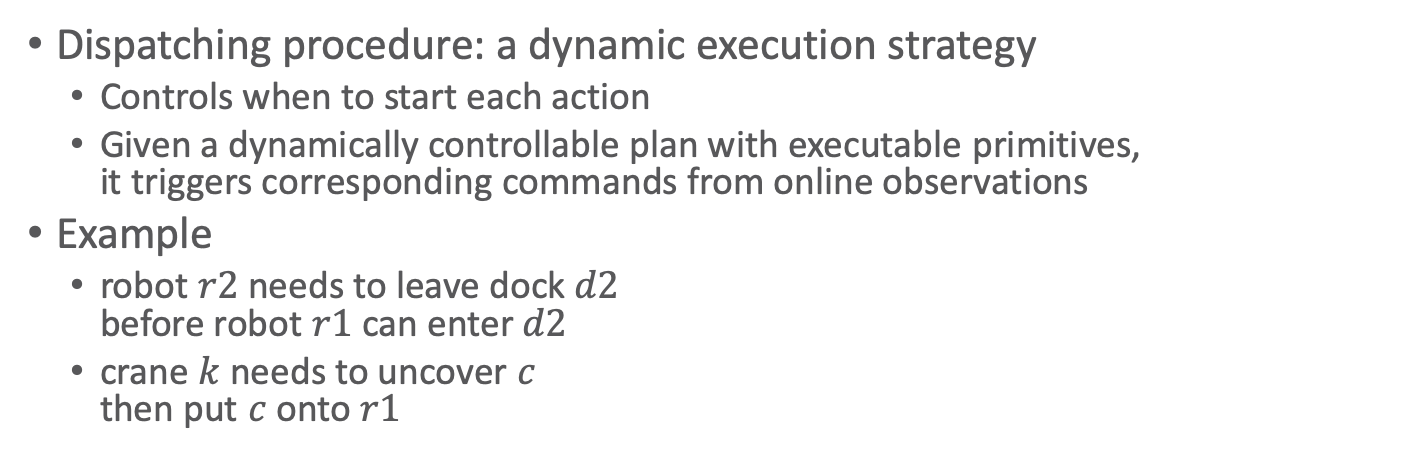 • Dispatching procedure: a dynamic execution strategy
• Controls when to start each action
• Given a dynamically controllable plan with executable primitives,
it triggers corresponding commands from online observations
• Example
• robot r2 needs to leave dock d2
before robot r1 can enter d2
• crane k needs to uncover c
then put c onto r1